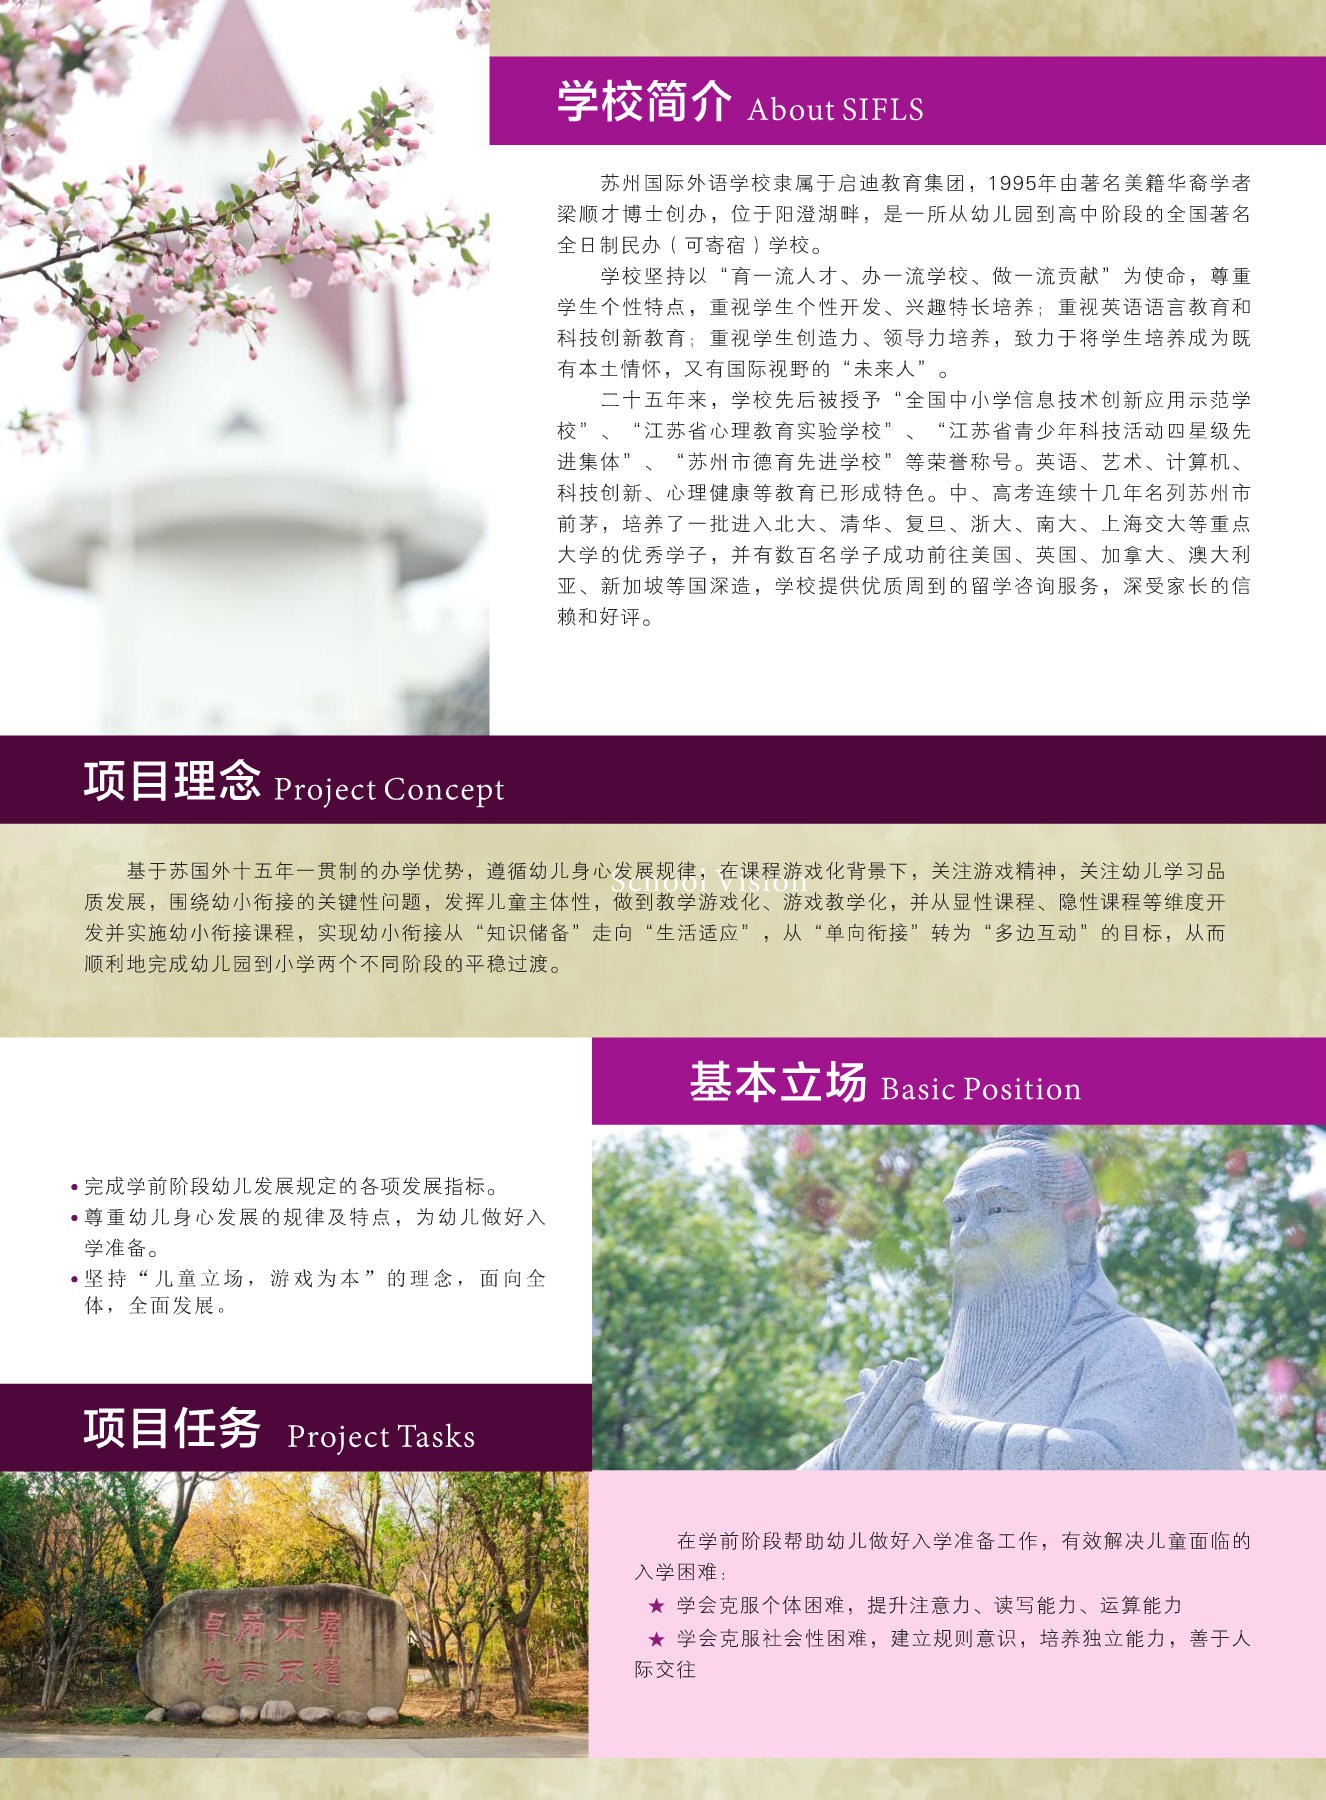 学校简介 About SIFLS
苏州国际外语学校隶属于启迪教育集团，1995年由著名美籍华裔学者
梁顺才博士创办，位于阳澄湖畔，是一所从幼儿园到高中阶段的全国著名
全日制民办（可寄宿）学校。
学校坚持以“育一流人才、办一流学校、做一流贡献”为使命，尊重
学生个性特点，重视学生个性开发、兴趣特长培养；重视英语语言教育和
科技创新教育；重视学生创造力、领导力培养，致力于将学生培养成为既
有本土情怀，又有国际视野的“未来人”。
二十五年来，学校先后被授予“全国中小学信息技术创新应用示范学
校”、“江苏省心理教育实验学校”、“江苏省青少年科技活动四星级先
进集体”、“苏州市德育先进学校”等荣誉称号。英语、艺术、计算机、
科技创新、心理健康等教育已形成特色。中、高考连续十几年名列苏州市
前茅，培养了一批进入北大、清华、复旦、浙大、南大、上海交大等重点
大学的优秀学子，并有数百名学子成功前往美国、英国、加拿大、澳大利
亚、新加坡等国深造，学校提供优质周到的留学咨询服务，深受家长的信
赖和好评。
项目理念 Project Concept
School Vision
基于苏国外十五年一贯制的办学优势，遵循幼儿身心发展规律，在课程游戏化背景下，关注游戏精神，关注幼儿学习品
质发展，围绕幼小衔接的关键性问题，发挥儿童主体性，做到教学游戏化、游戏教学化，并从显性课程、隐性课程等维度开
发并实施幼小衔接课程，实现幼小衔接从“知识储备”走向“生活适应”，从“单向衔接”转为“多边互动”的目标，从而
顺利地完成幼儿园到小学两个不同阶段的平稳过渡。
基本立场 Basic Position
•完成学前阶段幼儿发展规定的各项发展指标。
•尊重幼儿身心发展的规律及特点，为幼儿做好入
学准备。
•坚持“儿童立场，游戏为本”的理念，面向全
体，全面发展。
项目任务 Project Tasks
在学前阶段帮助幼儿做好入学准备工作，有效解决儿童面临的
入学困难：
★ 学会克服个体困难，提升注意力、读写能力、运算能力
★ 学会克服社会性困难，建立规则意识，培养独立能力，善于人
际交往